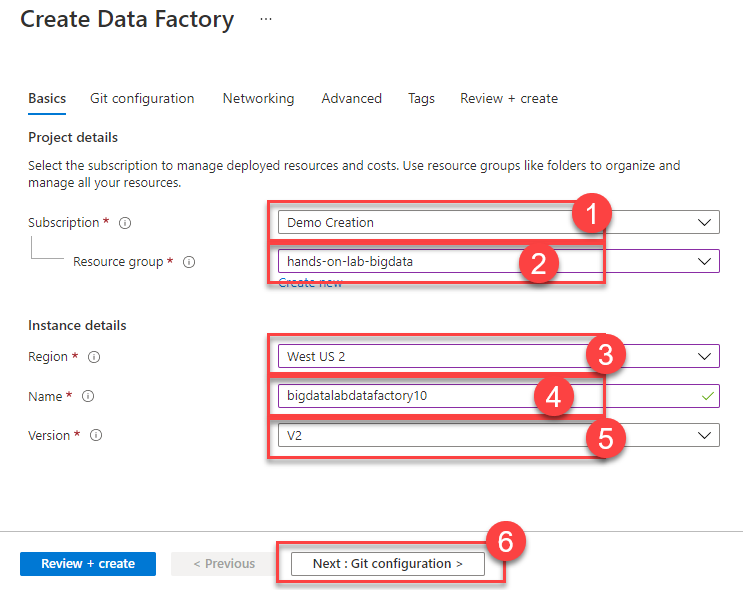 Create Data Factory ...
Basics Git configuration Networking Advanced Tags Review + create
Project details
Select the subscription to manage deployed resources and costs. Use resource groups like folders to organize and
manage all your resources.
Subscription * Demo Creation 1
Resource group * hands-on-lab-bigdata 2
Create new
Instance details
Region * West US 2 3
Name * bigdatalabdatafactory10 4
Version * V2 5
6
Review + create < Previous Next : Git configuration >